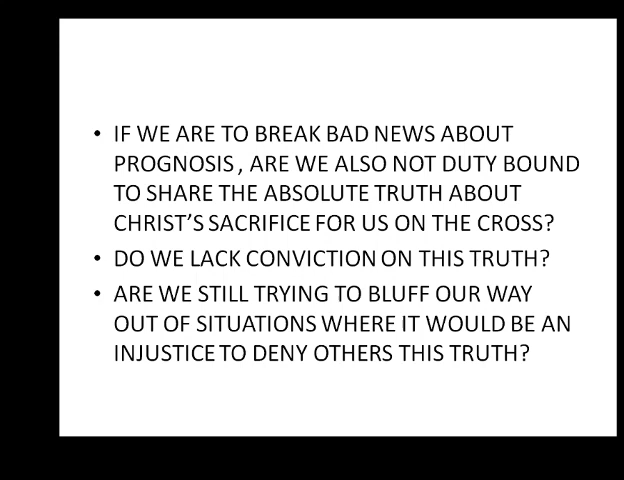 • IF WE ARE TO BREAK BAD NEWS ABOUT
PROGNOSIS , ARE WE ALSO NOT DUTY BOUND
TO SHARE THE ABSOLUTE TRUTH ABOUT
CHRIST’S SACRIFICE FOR US ON THE CROSS?
• DO WE LACK CONVICTION ON THIS TRUTH?
• ARE WE STILL TRYING TO BLUFF OUR WAY
OUT OF SITUATIONS WHERE IT WOULD BE AN
INJUSTICE TO DENY OTHERS THIS TRUTH?